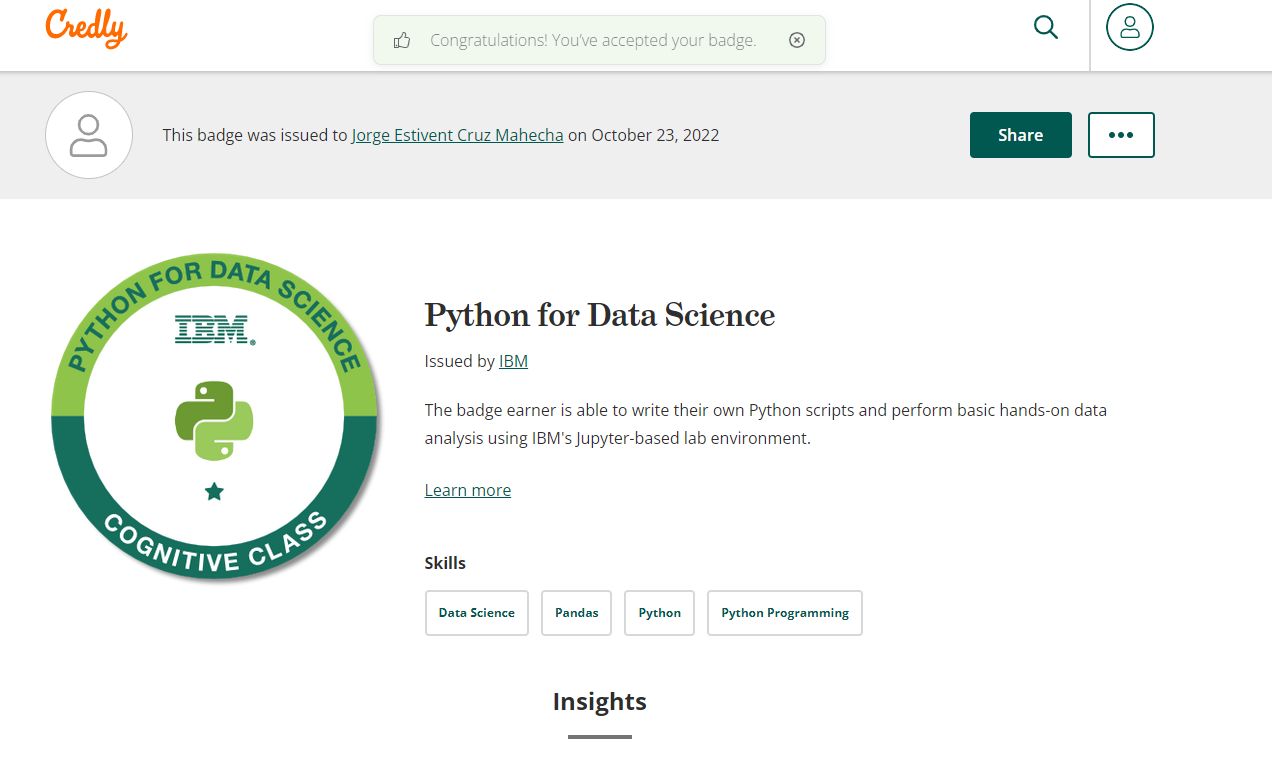 Credly
Congratulations! You've accepted your badge.
This badge was issued to Jorge Estivent Cruz Mahecha on October 23, 2022
Share
PYTHON FOR DATA SCIENCE
IBM®
COGNITIVE CLASS
Python for Data Science
Issued by IBM
The badge earner is able to write their own Python scripts and perform basic hands-on data
analysis using IBM's Jupyter-based lab environment.
Learn more
Skills
Data Science
Pandas
Python
Python Programming
Insights